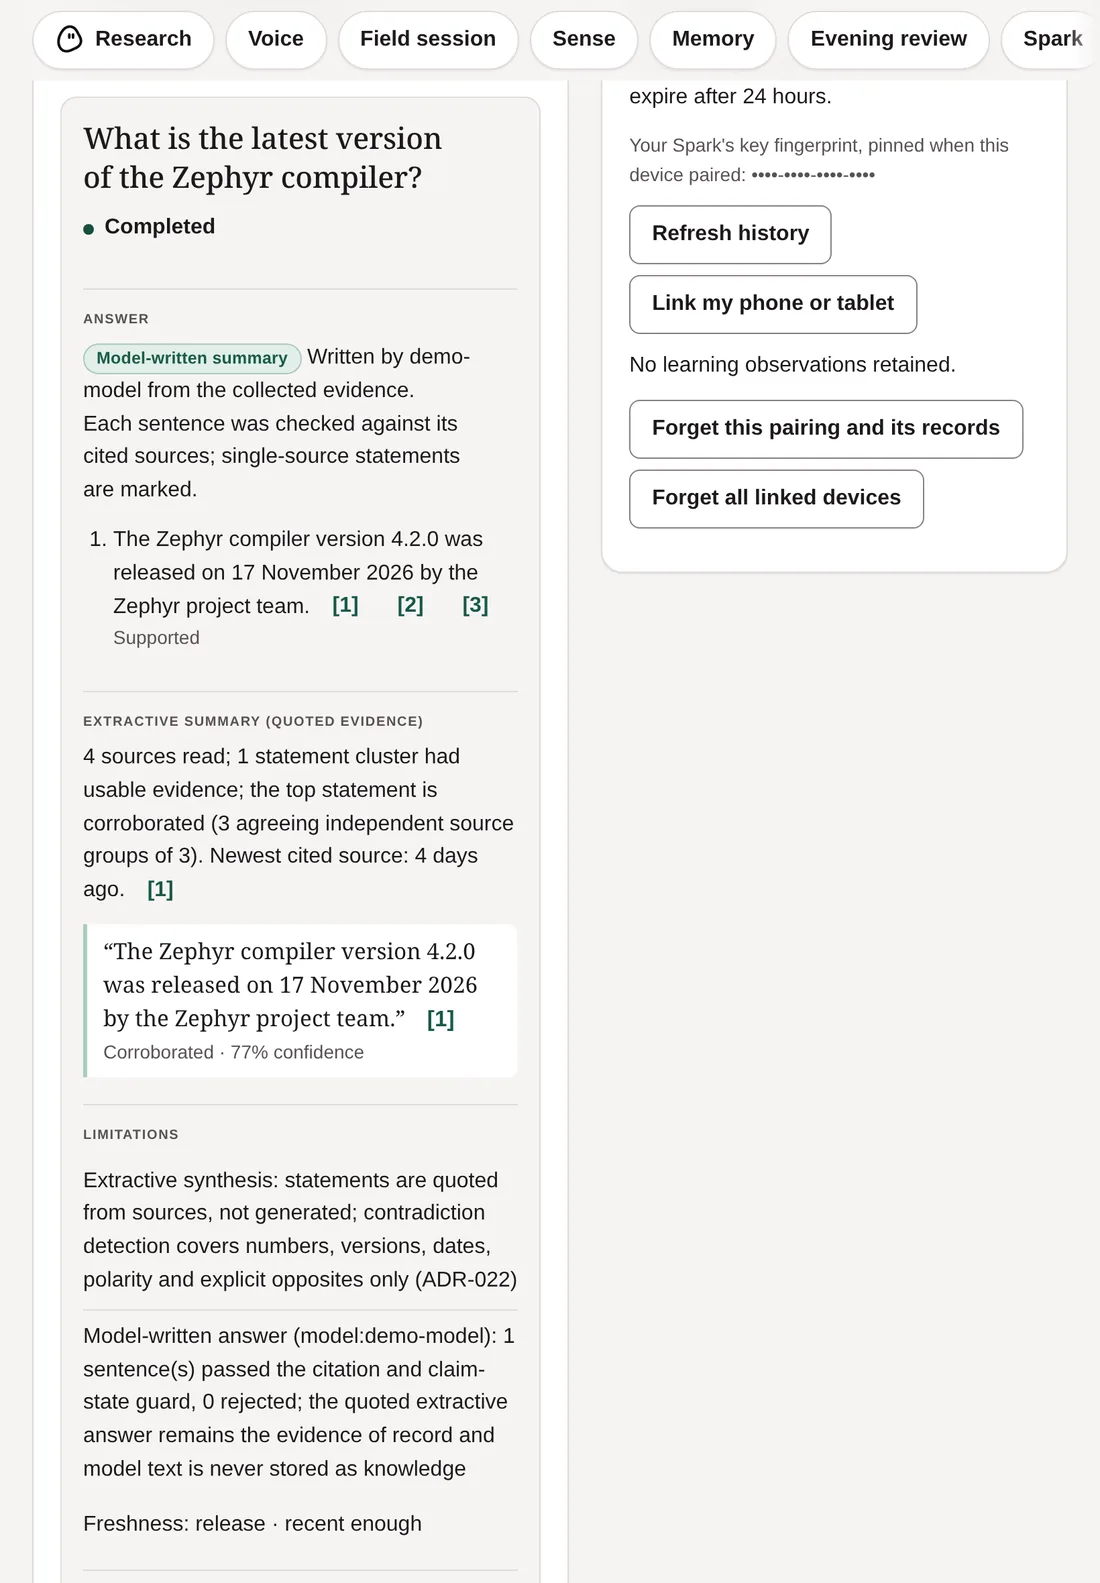 Research
Voice
Field session
Sense
Memory
Evening review
Spark
What is the latest version
of the Zephyr compiler?
Completed
ANSWER
Model-written summary Written by demo-
model from the collected evidence.
Each sentence was checked against its
cited sources; single-source statements
are marked.
1. The Zephyr compiler version 4.2.0 was
released on 17 November 2026 by the
Zephyr project team. [1] [2] [3]
Supported
EXTRACTIVE SUMMARY (QUOTED EVIDENCE)
4 sources read; 1 statement cluster had
usable evidence; the top statement is
corroborated (3 agreeing independent source
groups of 3). Newest cited source: 4 days
ago. [1]
“The Zephyr compiler version 4.2.0
was released on 17 November 2026
by the Zephyr project team.” [1]
Corroborated · 77% confidence
LIMITATIONS
Extractive synthesis: statements are quoted
from sources, not generated; contradiction
detection covers numbers, versions, dates,
polarity and explicit opposites only (ADR-022)
Model-written answer (model:demo-model): 1
sentence(s) passed the citation and claim-
state guard, 0 rejected; the quoted extractive
answer remains the evidence of record and
model text is never stored as knowledge
Freshness: release · recent enough
expire after 24 hours.
Your Spark's key fingerprint, pinned when this
device paired: ••••-••••-••••-••••
Refresh history
Link my phone or tablet
No learning observations retained.
Forget this pairing and its records
Forget all linked devices